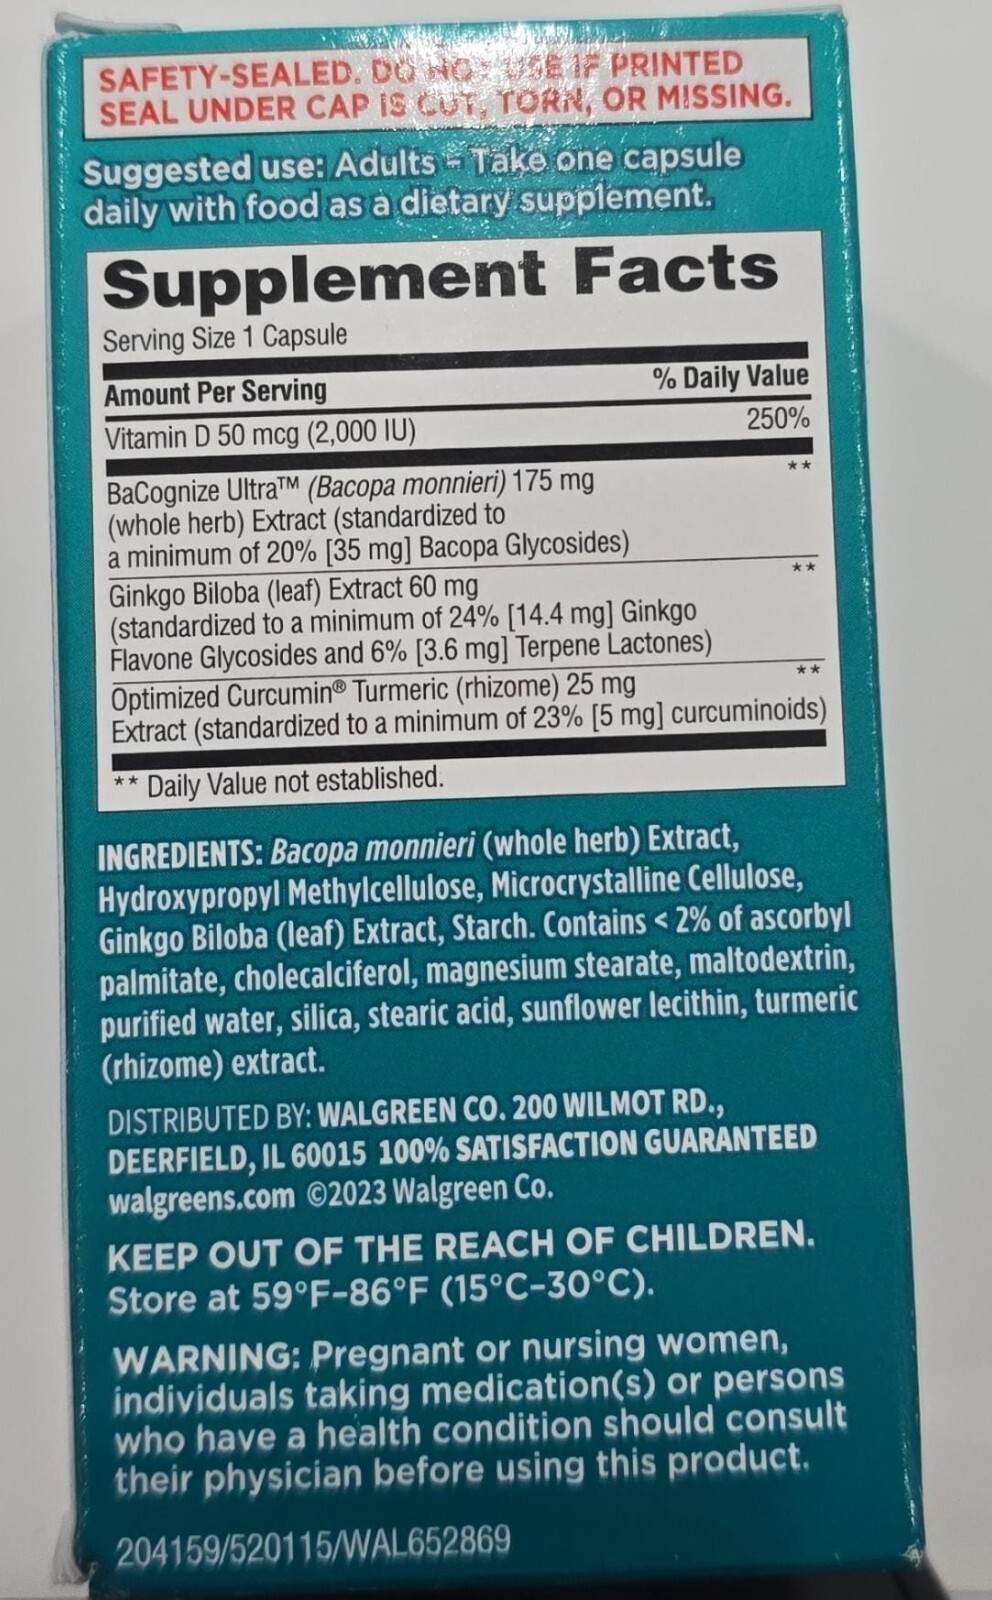 SAFETY-SEALED. DO NOT USE IF PRINTED
SEAL UNDER CAP IS CUT, TORN, OR MISSING.
Suggested use: Adults – Take one capsule
daily with food as a dietary supplement.
Supplement Facts
Serving Size 1 Capsule
Amount Per Serving % Daily Value
Vitamin D 50 mcg (2,000 IU) 250%
BaCognize Ultra™ (Bacopa monnieri) 175 mg **
(whole herb) Extract (standardized to
a minimum of 20% [35 mg] Bacopa Glycosides)
Ginkgo Biloba (leaf) Extract 60 mg **
(standardized to a minimum of 24% [14.4 mg] Ginkgo
Flavone Glycosides and 6% [3.6 mg] Terpene Lactones)
Optimized Curcumin® Turmeric (rhizome) 25 mg **
Extract (standardized to a minimum of 23% [5 mg] curcuminoids)
** Daily Value not established.
INGREDIENTS: Bacopa monnieri (whole herb) Extract,
Hydroxypropyl Methylcellulose, Microcrystalline Cellulose,
Ginkgo Biloba (leaf) Extract, Starch. Contains < 2% of ascorbyl
palmitate, cholecalciferol, magnesium stearate, maltodextrin,
purified water, silica, stearic acid, sunflower lecithin, turmeric
(rhizome) extract.
DISTRIBUTED BY: WALGREEN CO. 200 WILMOT RD.,
DEERFIELD, IL 60015 100% SATISFACTION GUARANTEED
walgreens.com ©2023 Walgreen Co.
KEEP OUT OF THE REACH OF CHILDREN.
Store at 59°F–86°F (15°C–30°C).
WARNING: Pregnant or nursing women,
individuals taking medication(s) or persons
who have a health condition should consult
their physician before using this product.
204159/520115/WAL652869